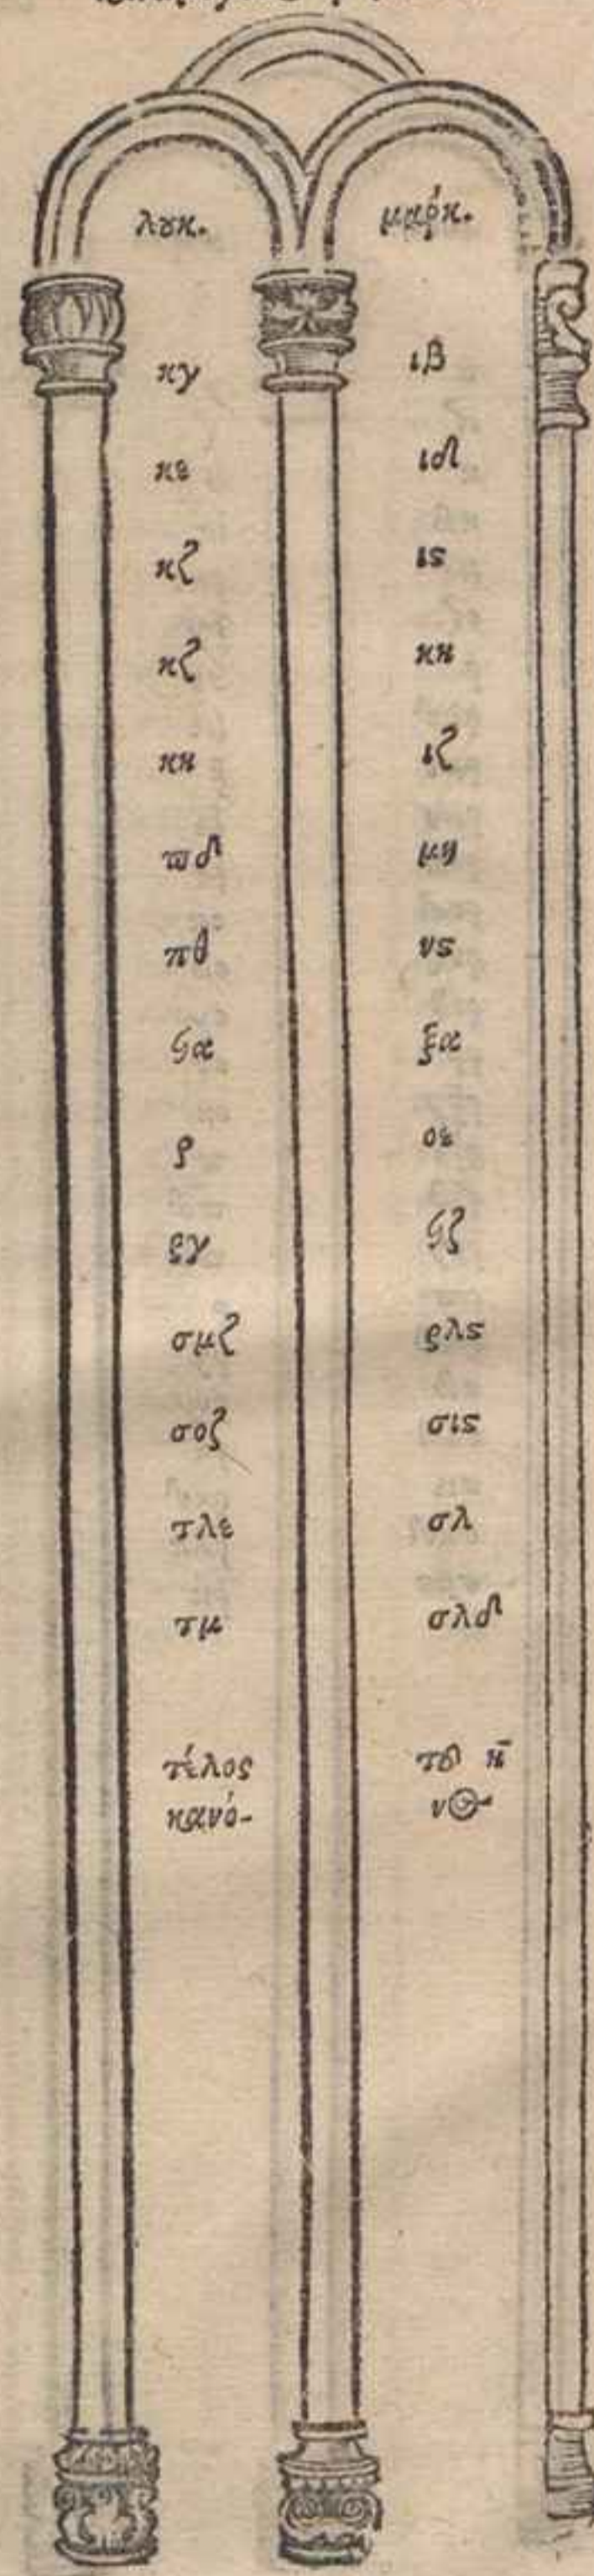 λουκ. μαρκ.
κγ ιβ
κε ιδ
κζ ις
κζ κη
κη ιζ
πδ μη
πθ νς
ϟα ξα
ρ οε
ργ ϟζ
σμζ ρλς
σοζ σις
τλε σλ
τμ σλδ
τέλος τοῦ η̄
κανό- νος